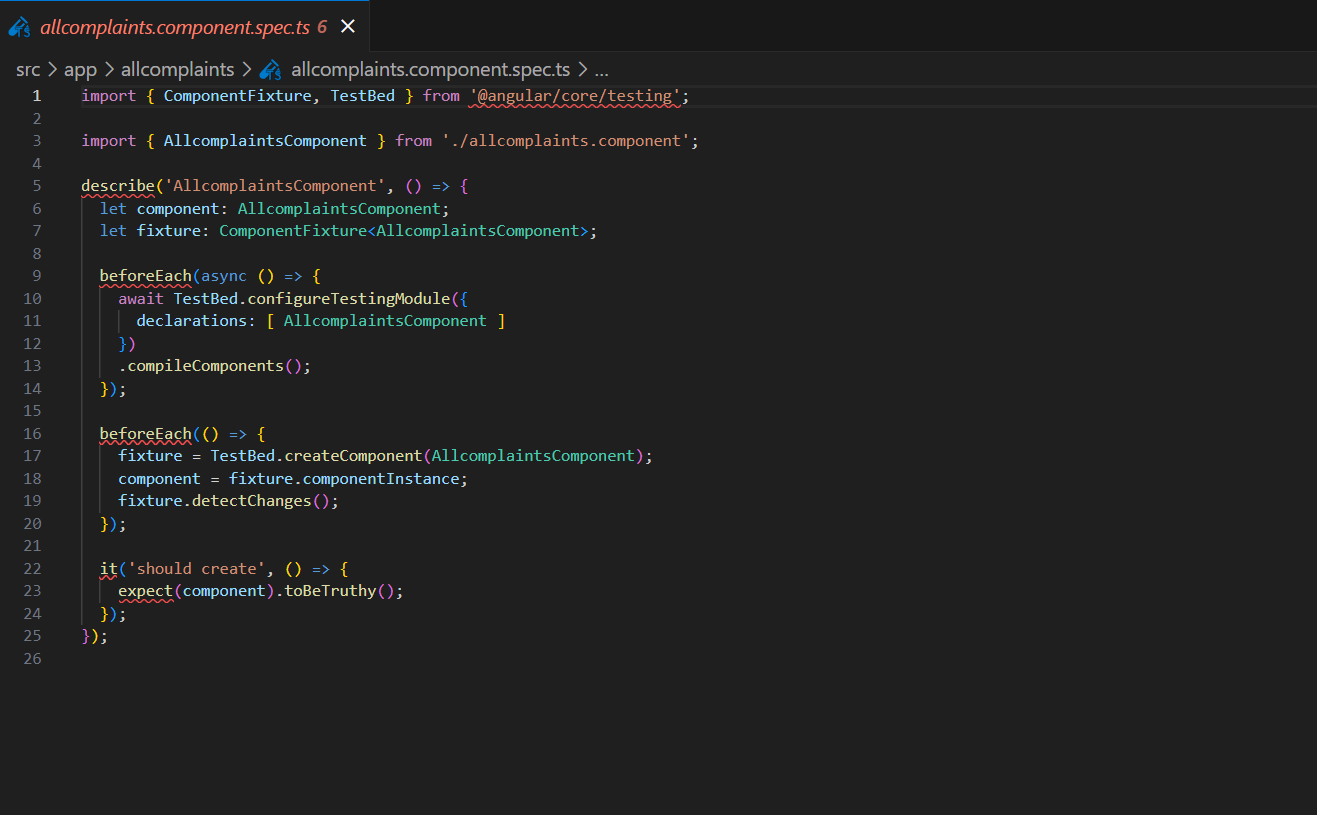 allcomplaints.component.spec.ts 6
src > app > allcomplaints > allcomplaints.component.spec.ts > ...
1 import { ComponentFixture, TestBed } from '@angular/core/testing';
2
3 import { AllcomplaintsComponent } from './allcomplaints.component';
4
5 describe('AllcomplaintsComponent', () => {
6   let component: AllcomplaintsComponent;
7   let fixture: ComponentFixture<AllcomplaintsComponent>;
8
9   beforeEach(async () => {
10     await TestBed.configureTestingModule({
11       declarations: [ AllcomplaintsComponent ]
12     })
13     .compileComponents();
14   });
15
16   beforeEach(() => {
17     fixture = TestBed.createComponent(AllcomplaintsComponent);
18     component = fixture.componentInstance;
19     fixture.detectChanges();
20   });
21
22   it('should create', () => {
23     expect(component).toBeTruthy();
24   });
25 });
26